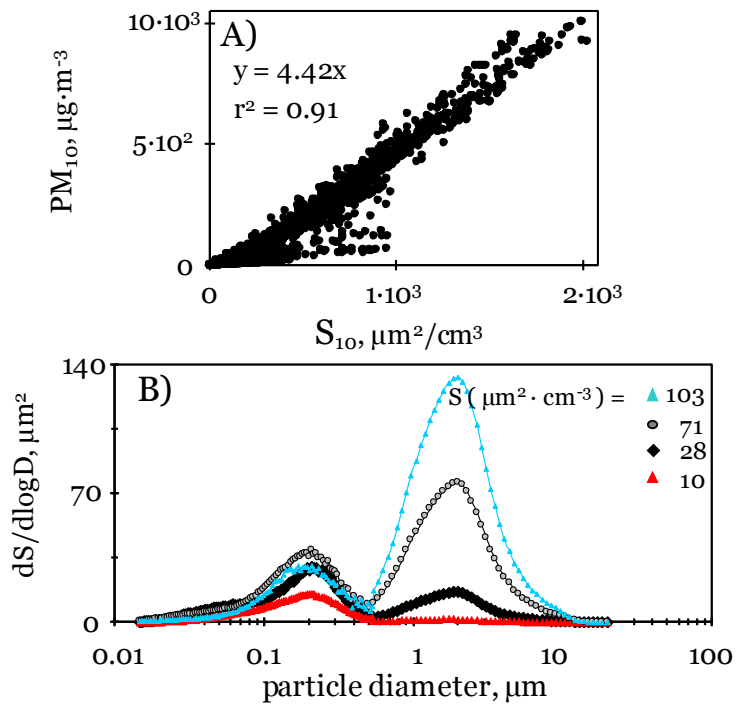 A)
y = 4.42x
r² = 0.91
PM₁₀, µg·m⁻³
10·10³
5·10²
0
0 1·10³ 2·10³
S₁₀, µm²/cm³
B)
S ( µm² · cm⁻³ ) = 103
71
28
10
dS/dlogD, µm²
140
70
0
0.01 0.1 1 10 100
particle diameter, µm